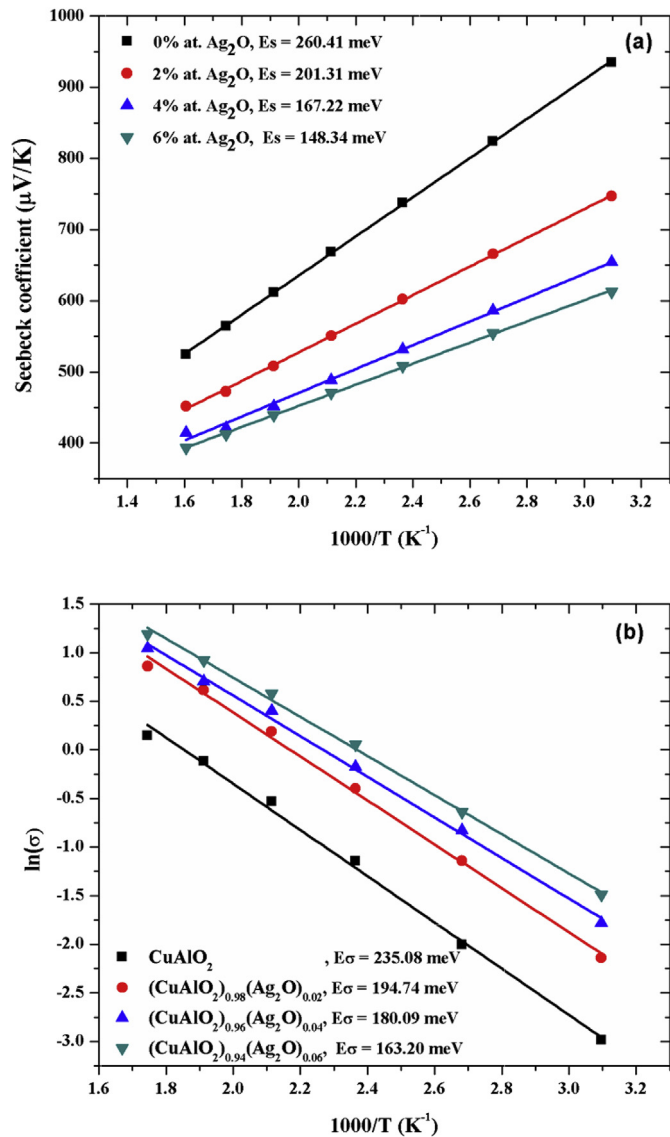 (a)
0% at. Ag2O, Es = 260.41 meV
2% at. Ag2O, Es = 201.31 meV
4% at. Ag2O, Es = 167.22 meV
6% at. Ag2O, Es = 148.34 meV
Seebeck coefficient (μV/K)
1000
900
800
700
600
500
400
1.4 1.6 1.8 2.0 2.2 2.4 2.6 2.8 3.0 3.2
1000/T (K-1)
(b)
ln(σ)
1.5
1.0
0.5
0.0
-0.5
-1.0
-1.5
-2.0
-2.5
-3.0
CuAlO2 , Eσ = 235.08 meV
(CuAlO2)0.98(Ag2O)0.02, Eσ = 194.74 meV
(CuAlO2)0.96(Ag2O)0.04, Eσ = 180.09 meV
(CuAlO2)0.94(Ag2O)0.06, Eσ = 163.20 meV
1.6 1.8 2.0 2.2 2.4 2.6 2.8 3.0 3.2
1000/T (K-1)